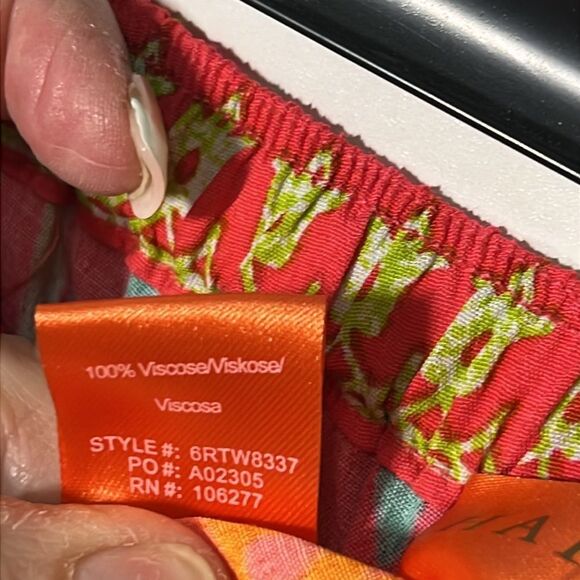 100% Viscose/Viskose/
Viscosa
STYLE #: 6RTW8337
PO#: A02305
RN#: 106277